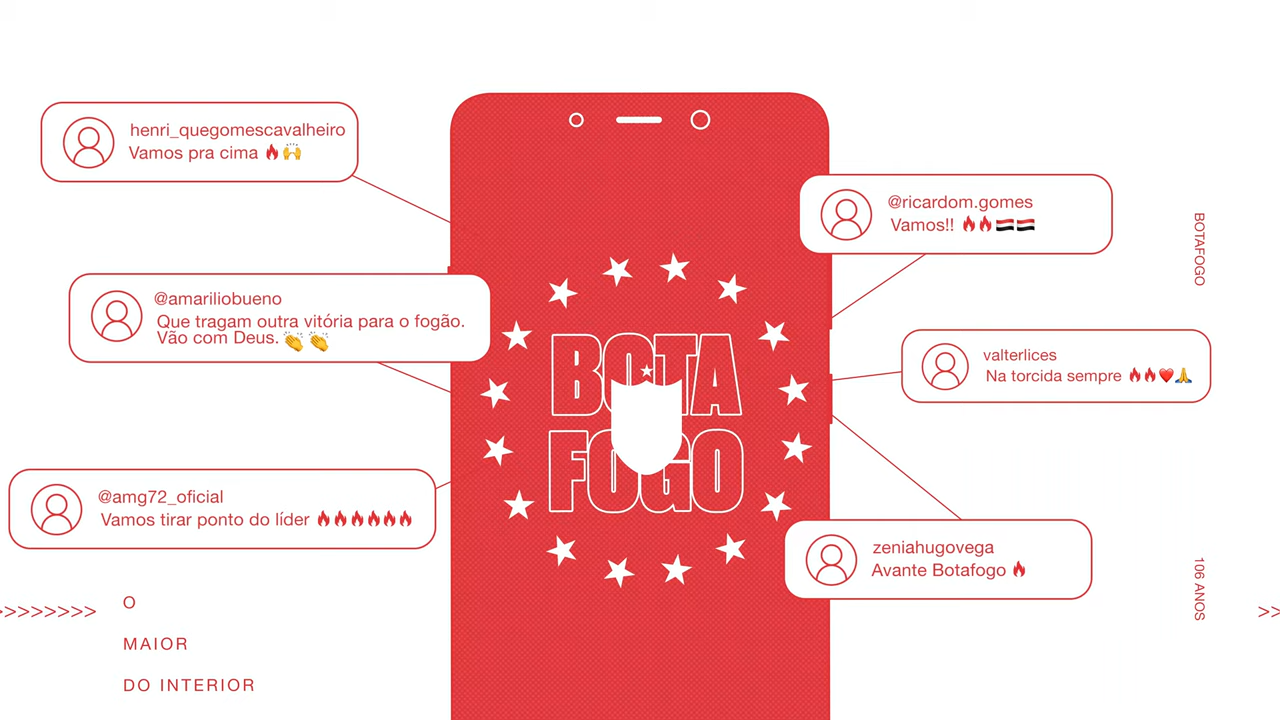 henri_quegomescavalheiro
Vamos pra cima 🔥🙌
@ricardom.gomes
Vamos!! 🔥🔥🇾🇪🇾🇪
@amariliobueno
Que tragam outra vitória para o fogão.
Vão com Deus. 👏👏
valterlices
Na torcida sempre 🔥🔥❤️🙏
@amg72_oficial
Vamos tirar ponto do líder 🔥🔥🔥🔥🔥🔥
zeniahugovega
Avante Botafogo 🔥
BOTA
FOGO
BOTAFOGO
106 ANOS
>>>>>>>>
O
MAIOR
DO INTERIOR
>>